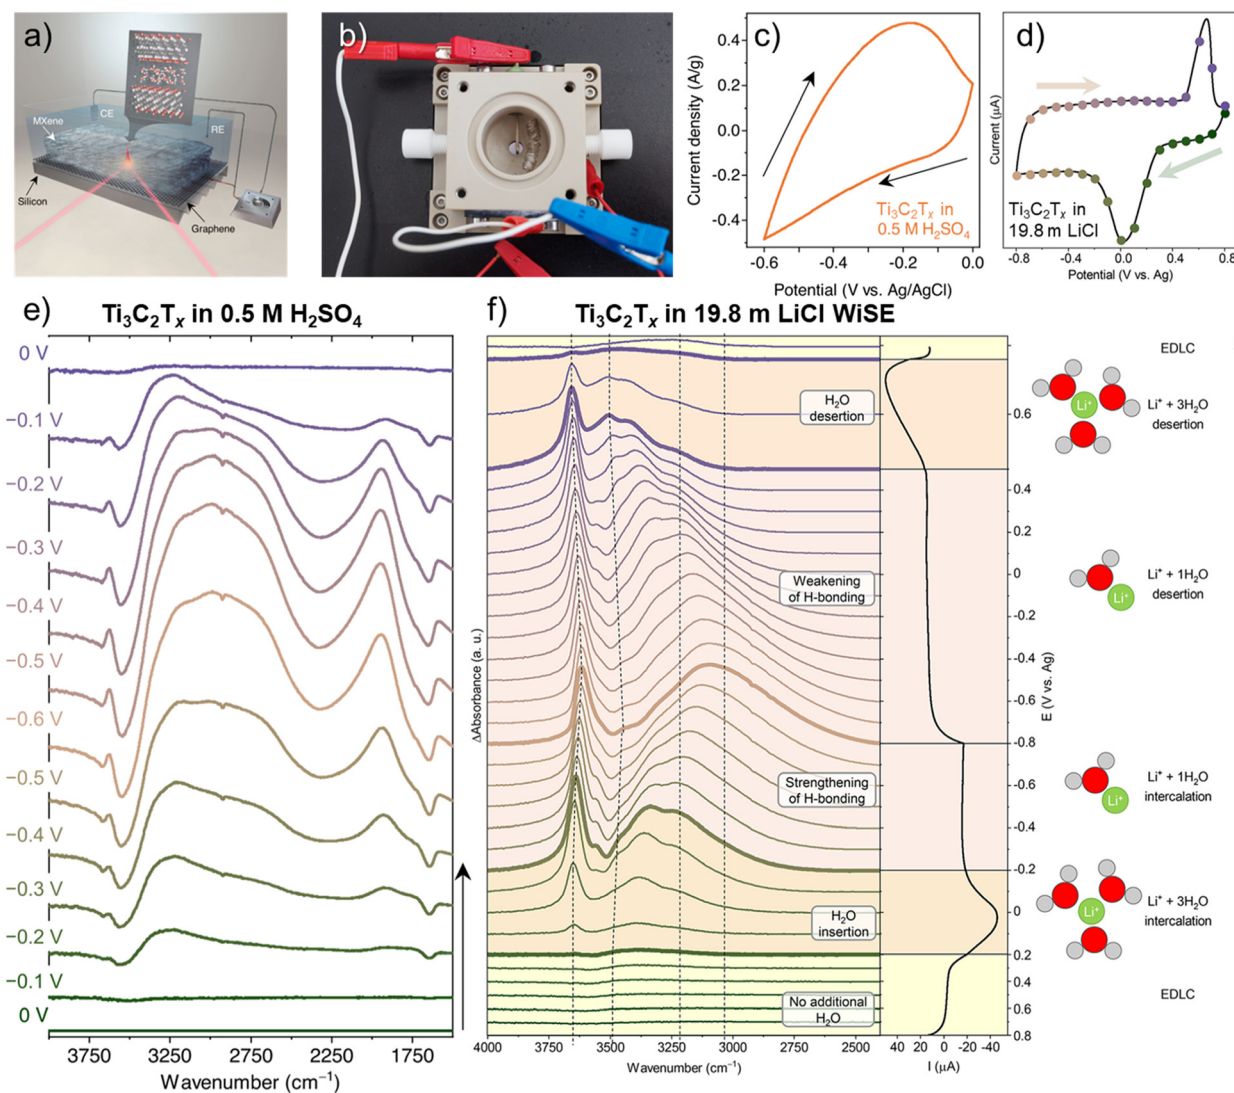 a)
CE
MXene
RE
Silicon
Graphene
b)
c)
Current density (A/g)
0.4
0.2
0.0
-0.2
-0.4
Ti₃C₂Tₓ in
0.5 M H₂SO₄
-0.6 -0.4 -0.2 0.0
Potential (V vs. Ag/AgCl)
d)
Current (µA)
Ti₃C₂Tₓ in
19.8 m LiCl
-0.8 -0.4 0.0 0.4 0.8
Potential (V vs. Ag)
e) Ti₃C₂Tₓ in 0.5 M H₂SO₄
0 V
−0.1 V
−0.2 V
−0.3 V
−0.4 V
−0.5 V
−0.6 V
−0.5 V
−0.4 V
−0.3 V
−0.2 V
−0.1 V
0 V
3750 3250 2750 2250 1750
Wavenumber (cm⁻¹)
f) Ti₃C₂Tₓ in 19.8 m LiCl WiSE
ΔAbsorbance (a. u.)
H₂O
desertion
Weakening
of H-bonding
Strengthening
of H-bonding
H₂O
insertion
No additional
H₂O
4000 3750 3500 3250 3000 2750 2500
Wavenumber (cm⁻¹)
0.6
0.4
0.2
0
-0.2
-0.4
-0.6
-0.8
-0.6
-0.4
-0.2
0
0.2
0.4
0.6
0.8
E (V vs. Ag)
40 20 0 -20 -40
I (µA)
EDLC
Li⁺
Li⁺ + 3H₂O
desertion
Li⁺
Li⁺ + 1H₂O
desertion
Li⁺
Li⁺ + 1H₂O
intercalation
Li⁺
Li⁺ + 3H₂O
intercalation
EDLC